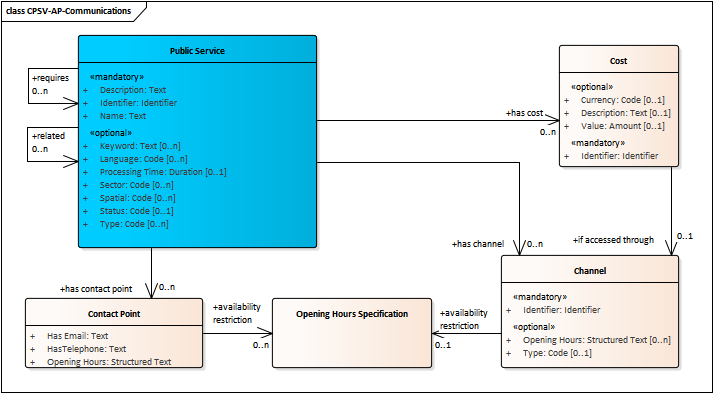 class CPSV-AP-Communications
Public Service
«mandatory»
+ Description: Text
+ Identifier: Identifier
+ Name: Text
«optional»
+ Keyword: Text [0..n]
+ Language: Code [0..n]
+ Processing Time: Duration [0..1]
+ Sector: Code [0..n]
+ Spatial: Code [0..n]
+ Status: Code [0..1]
+ Type: Code [0..n]
+requires
0..n
+related
0..n
+has cost
0..n
Cost
«optional»
+ Currency: Code [0..1]
+ Description: Text [0..1]
+ Value: Amount [0..1]
«mandatory»
+ Identifier: Identifier
+has channel
0..n
+if accessed through
0..1
+has contact point
0..n
Contact Point
+ Has Email: Text
+ HasTelephone: Text
+ Opening Hours: Structured Text
+availability
restriction
0..n
Opening Hours Specification
+availability
restriction
0..1
Channel
«mandatory»
+ Identifier: Identifier
«optional»
+ Opening Hours: Structured Text [0..n]
+ Type: Code [0..1]